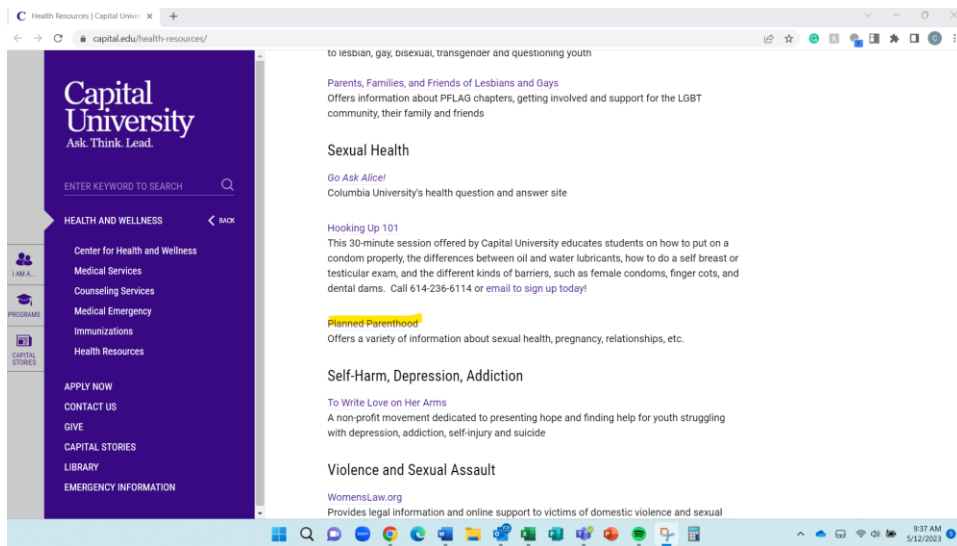 Health Resources | Capital Univer
capital.edu/health-resources/
Capital
University
Ask. Think. Lead.
ENTER KEYWORD TO SEARCH
HEALTH AND WELLNESS
BACK
Center for Health and Wellness
Medical Services
Counseling Services
Medical Emergency
Immunizations
Health Resources
APPLY NOW
CONTACT US
GIVE
CAPITAL STORIES
LIBRARY
EMERGENCY INFORMATION
I AM A...
PROGRAMS
CAPITAL
STORIES
to lesbian, gay, bisexual, transgender and questioning youth
Parents, Families, and Friends of Lesbians and Gays
Offers information about PFLAG chapters, getting involved and support for the LGBT
community, their family and friends
Sexual Health
Go Ask Alice!
Columbia University's health question and answer site
Hooking Up 101
This 30-minute session offered by Capital University educates students on how to put on a
condom properly, the differences between oil and water lubricants, how to do a self breast or
testicular exam, and the different kinds of barriers, such as female condoms, finger cots, and
dental dams. Call 614-236-6114 or email to sign up today!
Planned Parenthood
Offers a variety of information about sexual health, pregnancy, relationships, etc.
Self-Harm, Depression, Addiction
To Write Love on Her Arms
A non-profit movement dedicated to presenting hope and finding help for youth struggling
with depression, addiction, self-injury and suicide
Violence and Sexual Assault
WomensLaw.org
Provides legal information and online support to victims of domestic violence and sexual
9:37 AM
5/12/2023